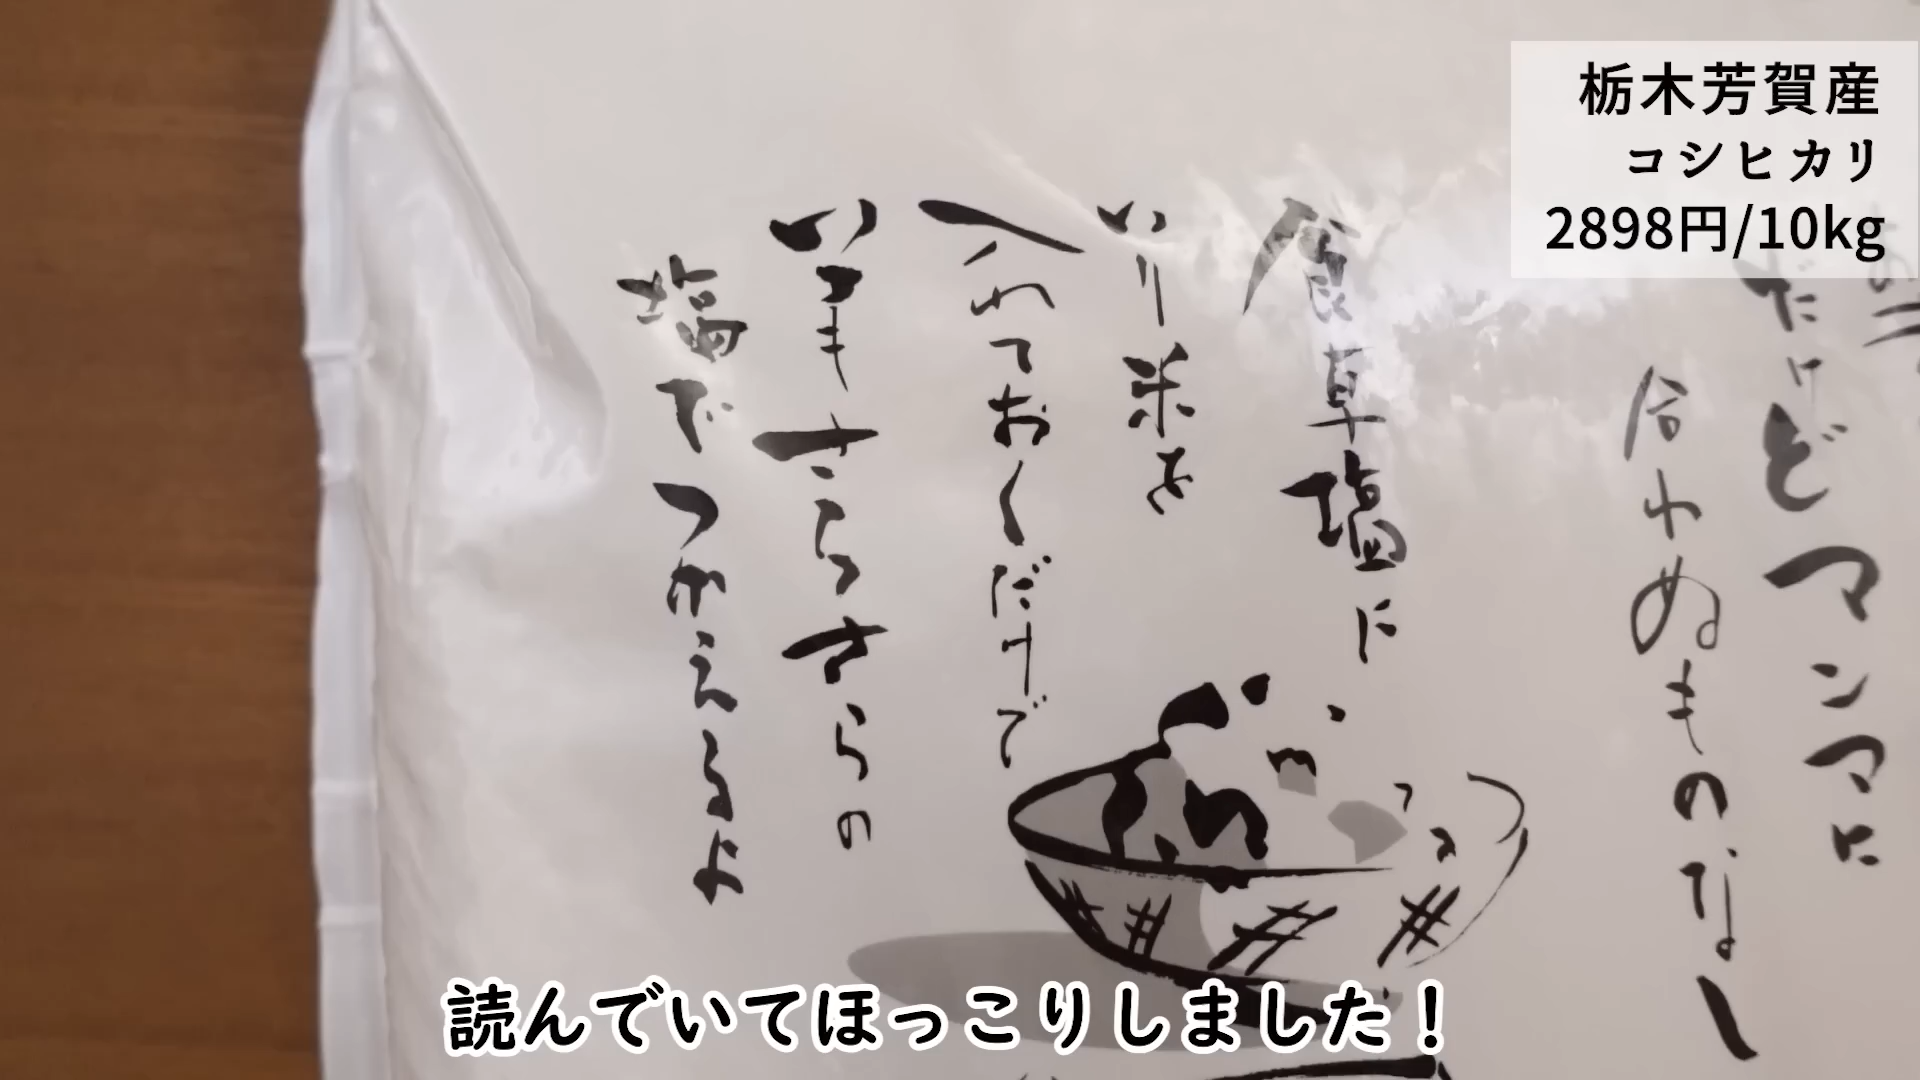 栃木芳賀産
コシヒカリ
2898円/10kg
だけどマンマに
合わぬものなし
食卓塩に
いり米を
入れておくだけで
いつもさらさらの
塩でつかえるよ
読んでいてほっこりしました！